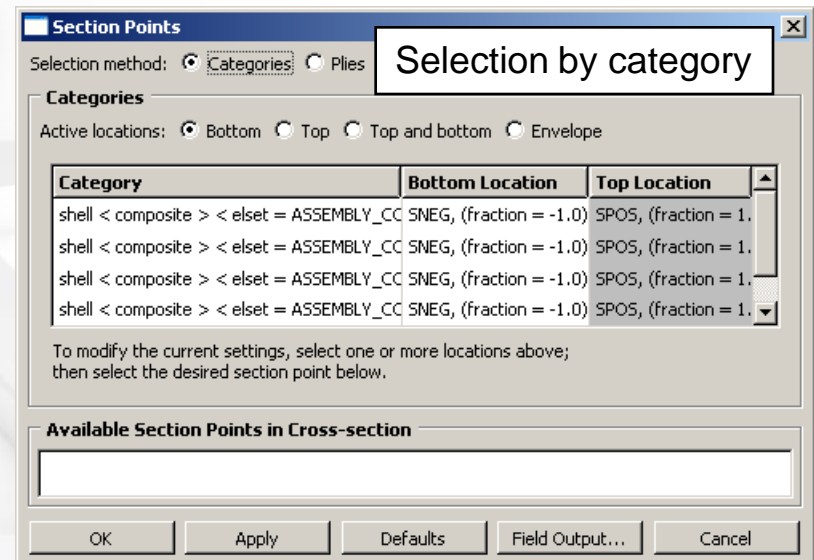 Section Points
Selection by category
Selection method: Categories Plies
Categories
Active locations: Bottom Top Top and bottom Envelope
Category Bottom Location Top Location
shell < composite > < elset = ASSEMBLY_CC SNEG, (fraction = -1.0) SPOS, (fraction = 1.
shell < composite > < elset = ASSEMBLY_CC SNEG, (fraction = -1.0) SPOS, (fraction = 1.
shell < composite > < elset = ASSEMBLY_CC SNEG, (fraction = -1.0) SPOS, (fraction = 1.
shell < composite > < elset = ASSEMBLY_CC SNEG, (fraction = -1.0) SPOS, (fraction = 1.
To modify the current settings, select one or more locations above;
then select the desired section point below.
Available Section Points in Cross-section
OK Apply Defaults Field Output... Cancel